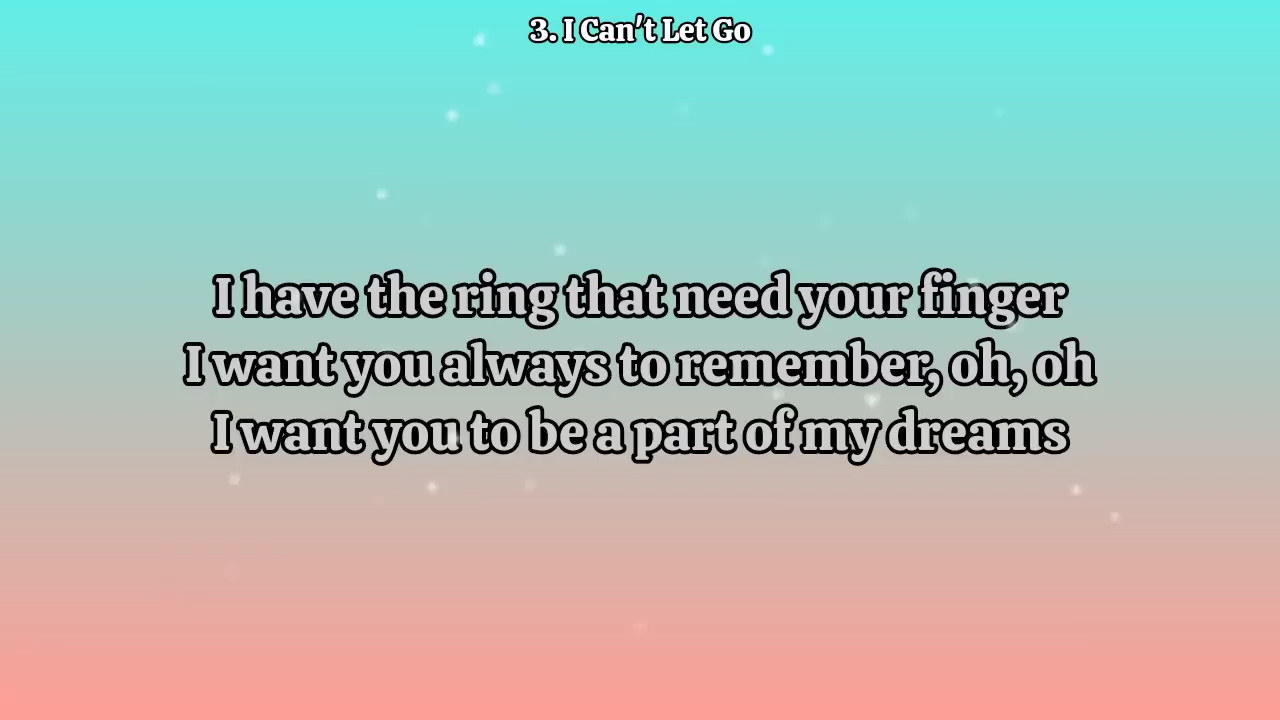 3. I Can't Let Go
I have the ring that need your finger
I want you always to remember, oh, oh
I want you to be a part of my dreams